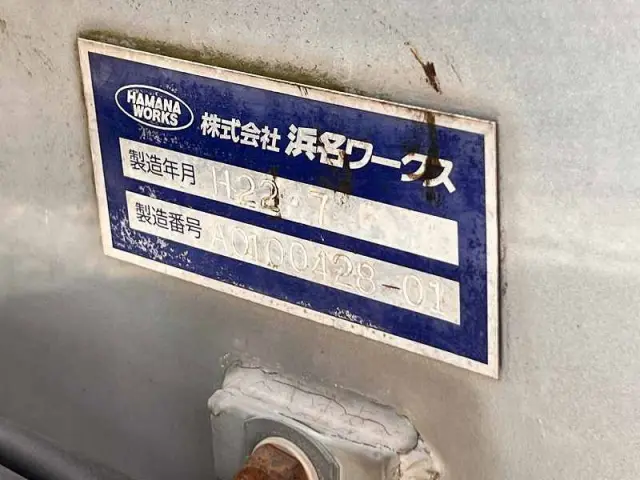 HAMANA
WORKS
株式会社 浜名ワークス
製造年月 H22・7
製造番号 A0100428-01